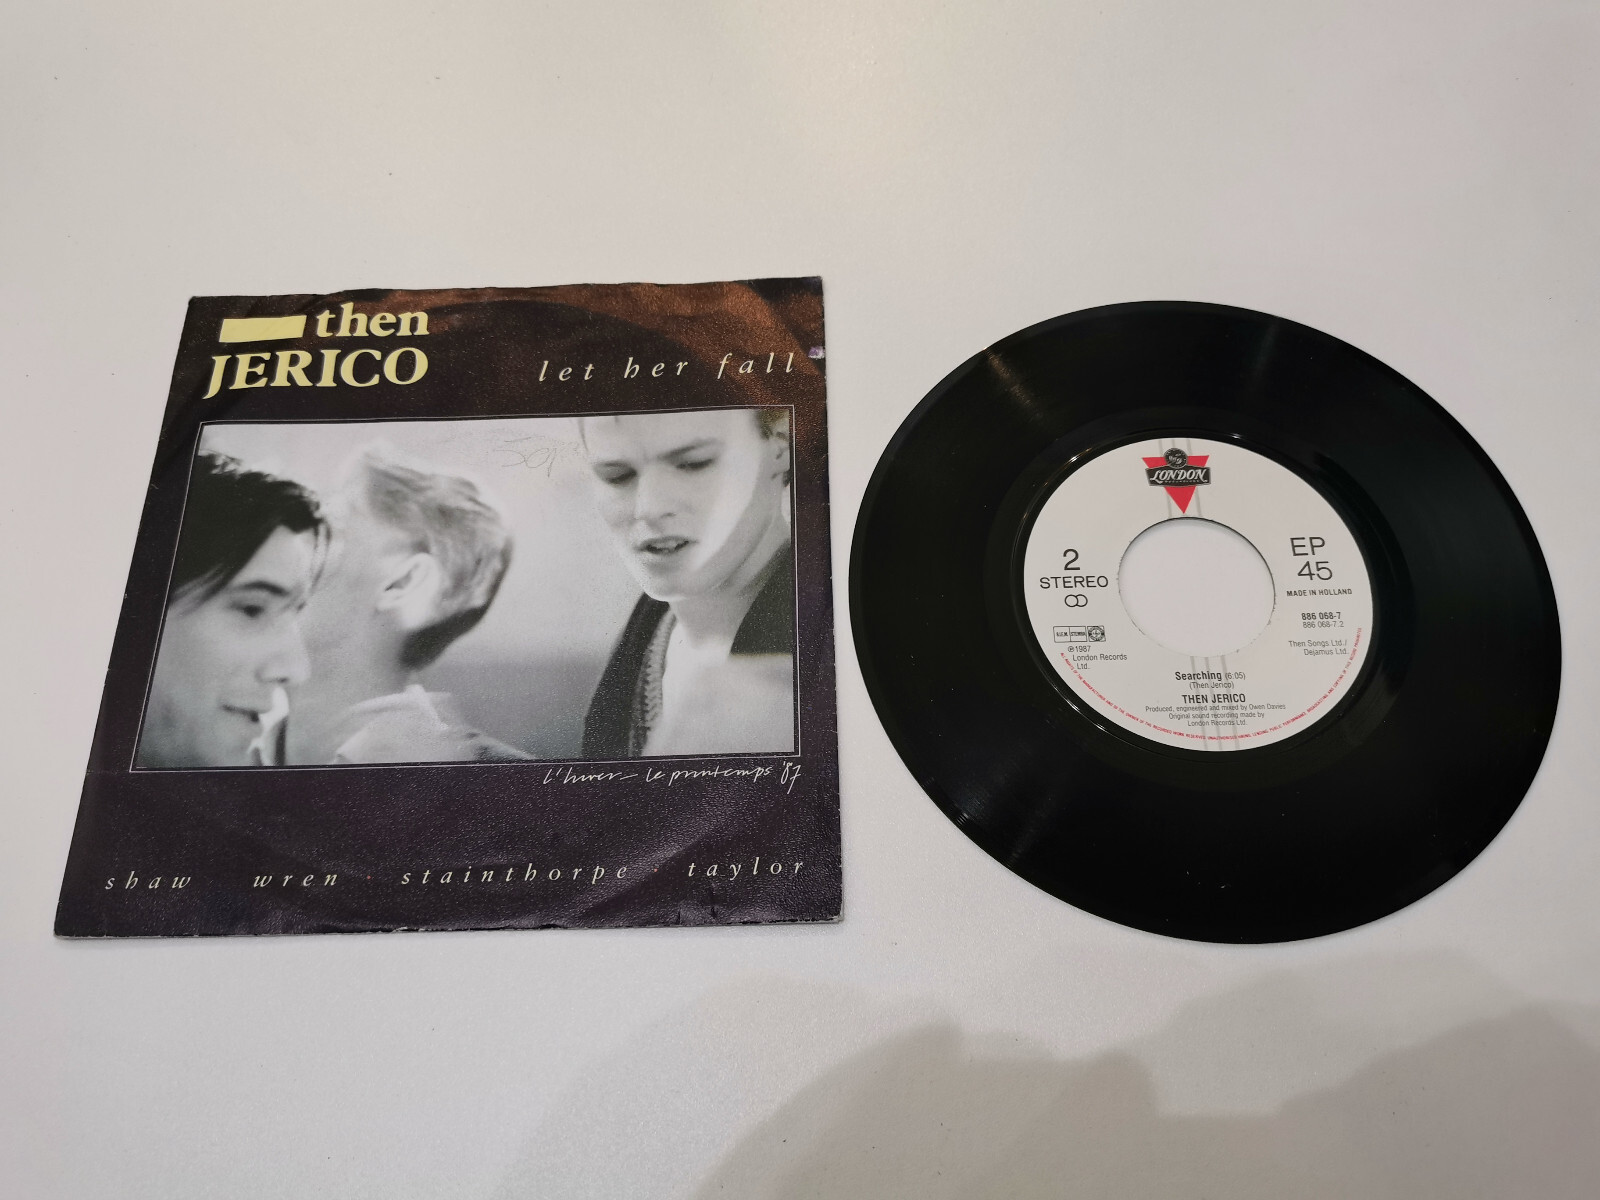 then
JERICO
let her fall
l'hiver – le printemps '87
shaw wren · stainthorpe · taylor
LONDON
2
STEREO
EP
45
MADE IN HOLLAND
886 068-7
886 068-7.2
Then Songs Ltd./
Dejamus Ltd.
STEMRA
℗1987
London Records
Ltd.
Searching (6:05)
(Then Jerico)
THEN JERICO
Produced, engineered and mixed by Owen Davies
Original sound recording made by
London Records Ltd.